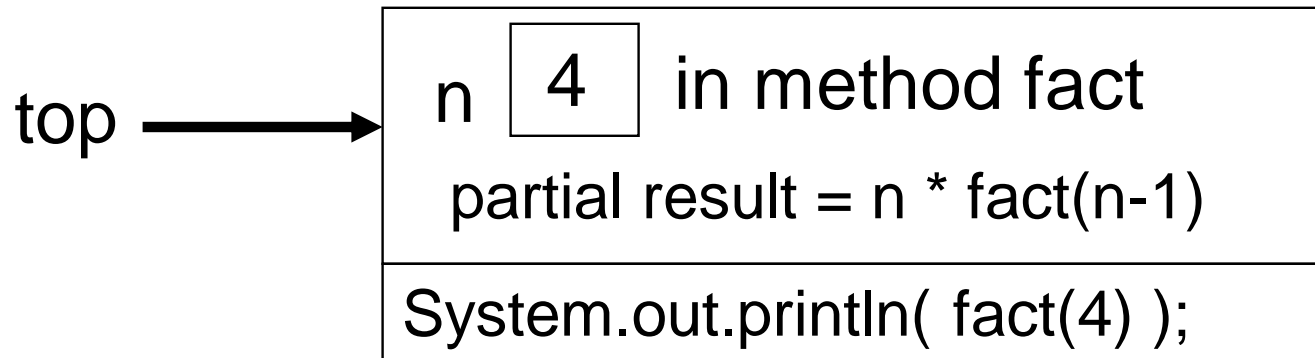 n 4 in method fact
top
partial result = n * fact(n-1)
System.out.println( fact(4) );